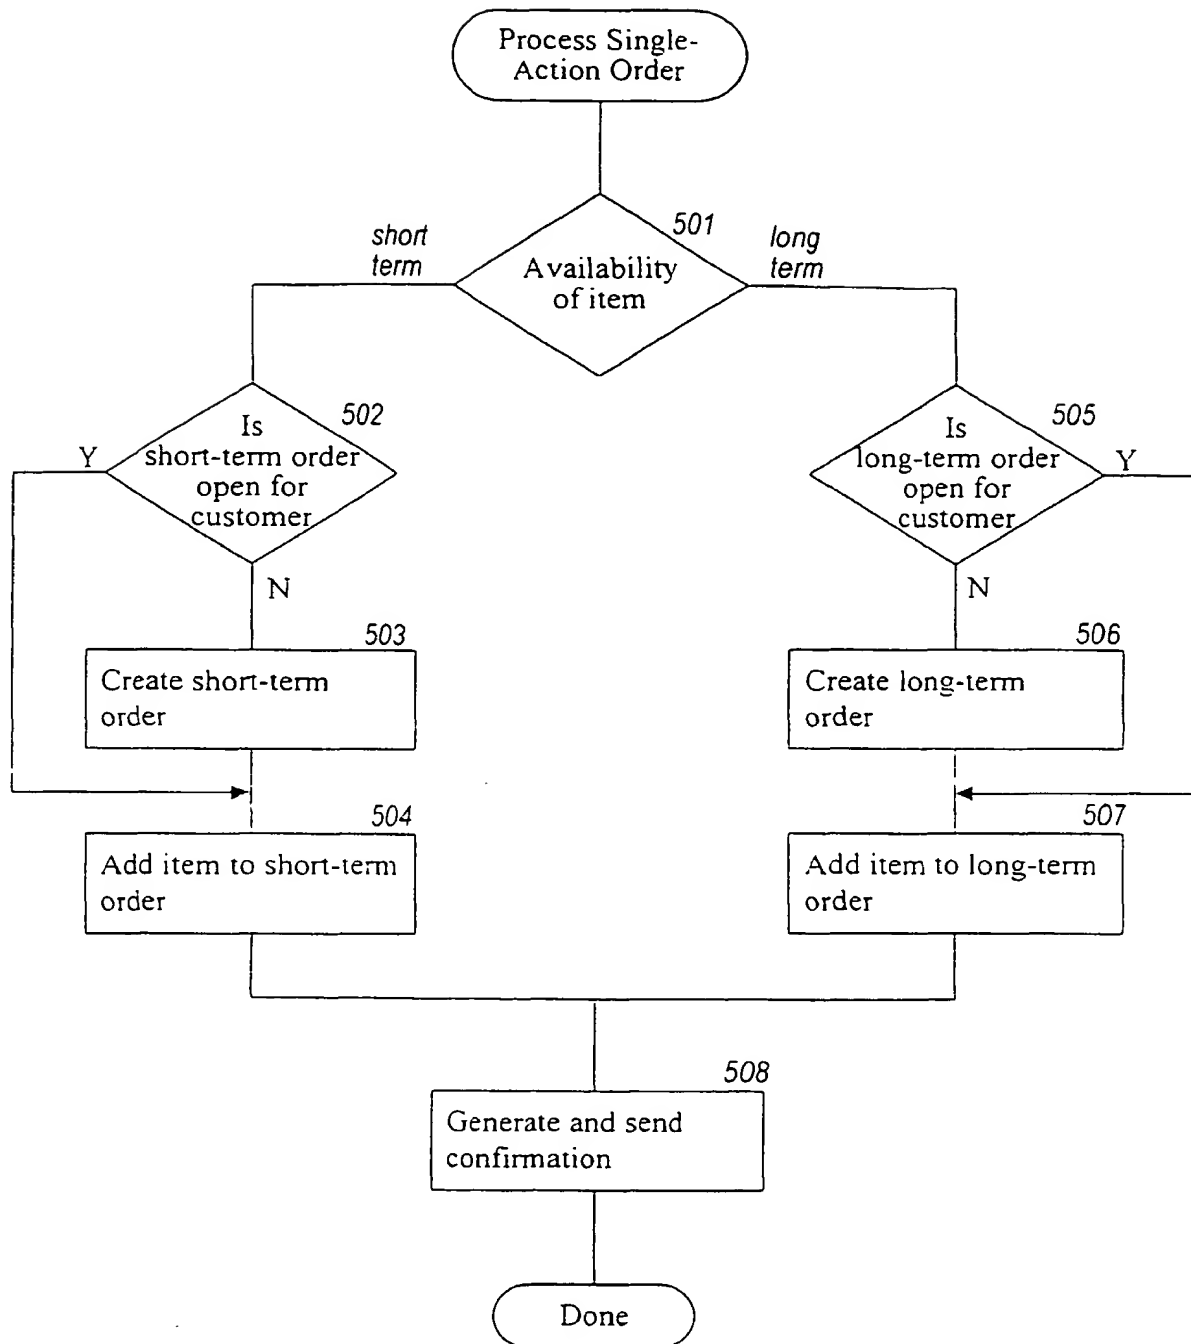 Process Single-
Action Order
501
short
term
long
term
Availability
of item
502
Is
short-term order
open for
customer
Y
N
505
Is
long-term order
open for
customer
Y
N
503
Create short-term
order
506
Create long-term
order
504
Add item to short-term
order
507
Add item to long-term
order
508
Generate and send
confirmation
Done